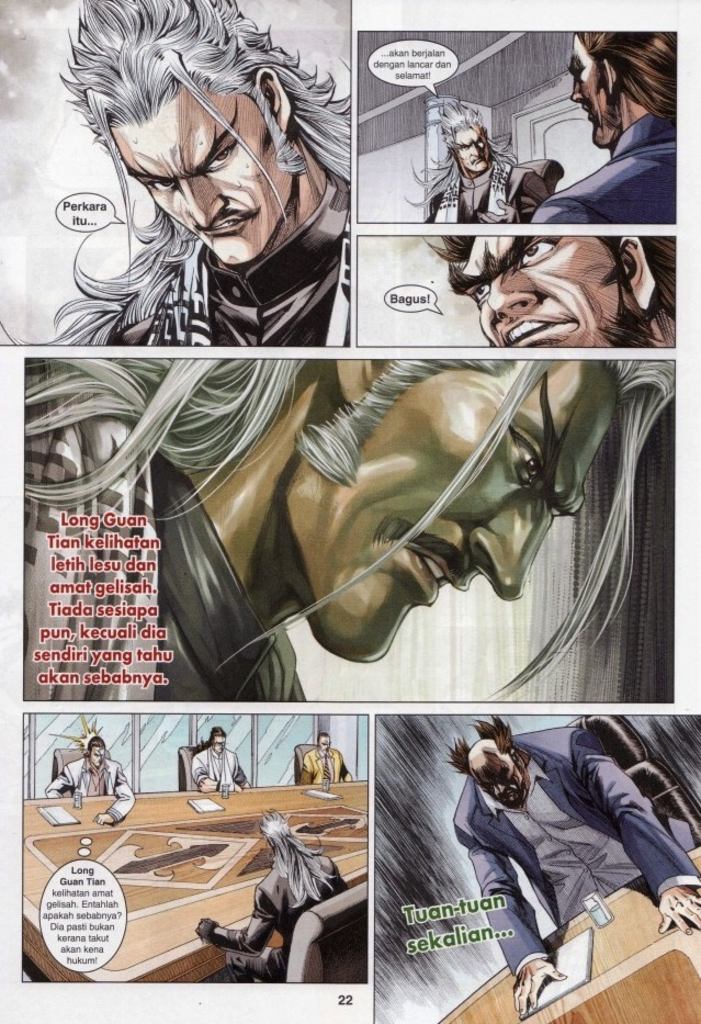 Perkara
itu...
...akan berjalan
dengan lancar dan
selamat!
Bagus!
Long Guan
Tian kelihatan
letih lesu dan
amat gelisah.
Tiada sesiapa
pun, kecuali dia
sendiri yang tahu
akan sebabnya.
Long
Guan Tian
kelihatan amat
gelisah. Entahlah
apakah sebabnya?
Dia pasti bukan
kerana takut
akan kena
hukum!
Tuan-tuan
sekalian...
22